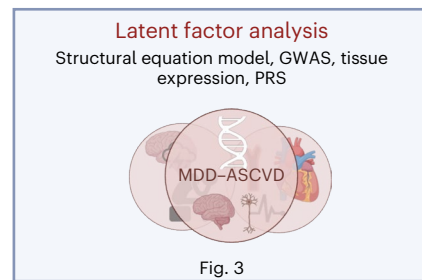 Latent factor analysis
Structural equation model, GWAS, tissue
expression, PRS
MDD–ASCVD
Fig. 3